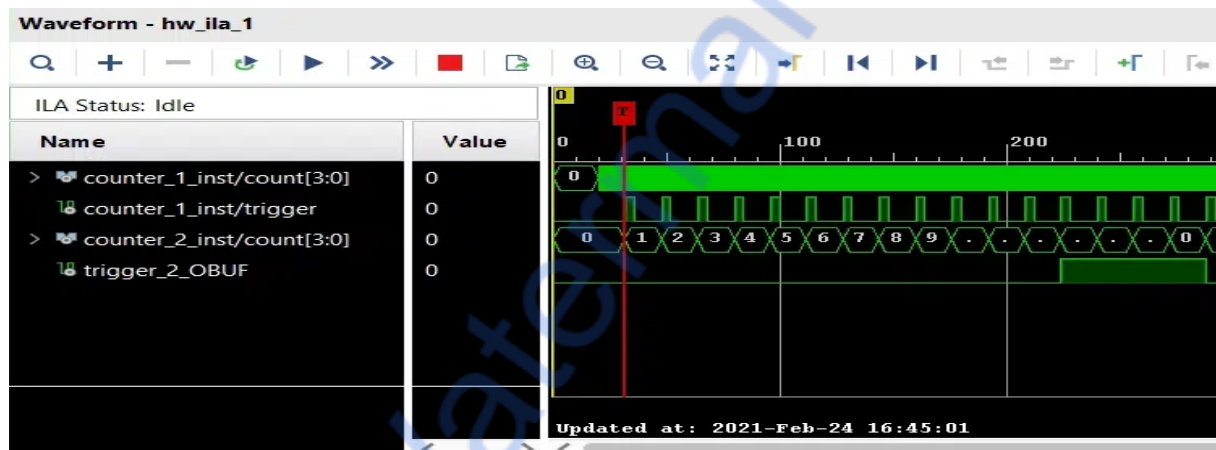 Waveform - hw_ila_1
ILA Status: Idle
Name Value
counter_1_inst/count[3:0] 0
counter_1_inst/trigger 0
counter_2_inst/count[3:0] 0
trigger_2_OBUF 0
0
T
0 100 200
0
0 1 2 3 4 5 6 7 8 9 . . . . . . 0
Updated at: 2021-Feb-24 16:45:01